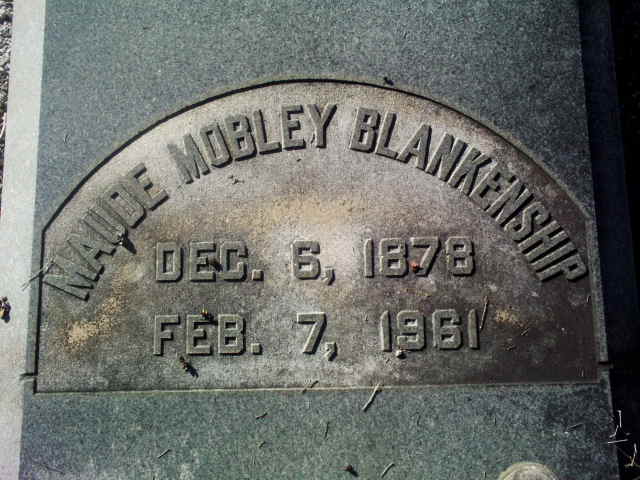 MAUDE MOBLEY BLANKENSHIP
DEC. 6, 1878
FEB. 7, 1961